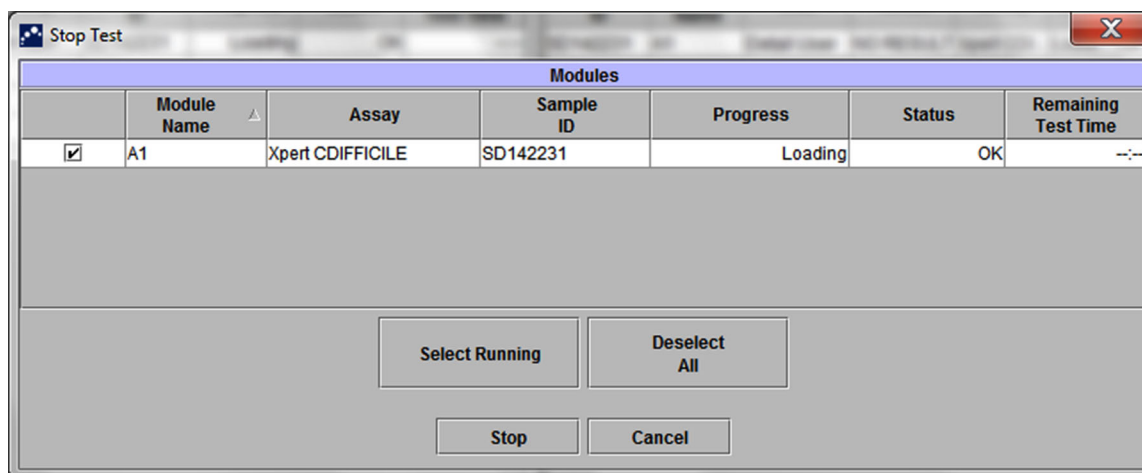 Stop Test
Modules
Module Name Assay Sample ID Progress Status Remaining Test Time
A1 Xpert CDIFFICILE SD142231 Loading OK --:--
Select Running
Deselect All
Stop Cancel